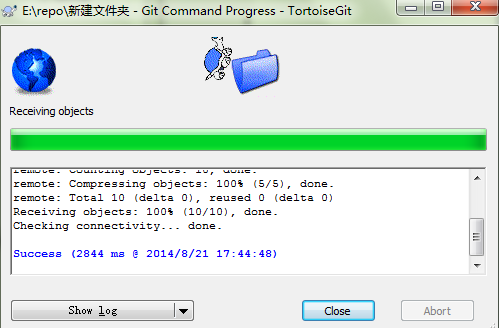 E:\repo\新建文件夹 - Git Command Progress - TortoiseGit
Receiving objects
remote: Counting objects: 10, done.
remote: Compressing objects: 100% (5/5), done.
remote: Total 10 (delta 0), reused 0 (delta 0)
Receiving objects: 100% (10/10), done.
Checking connectivity... done.
Success (2844 ms @ 2014/8/21 17:44:48)
Show log
Close
Abort